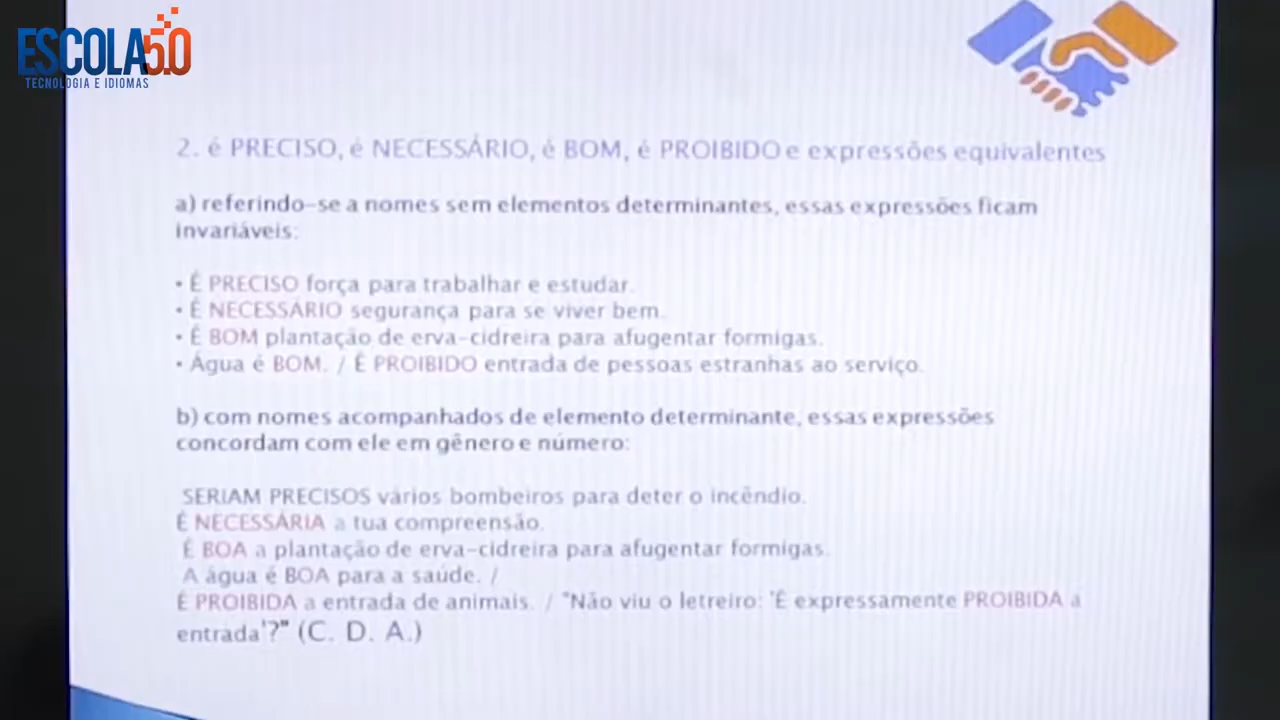 ESCOLA5.0
TECNOLOGIA E IDIOMAS
2. é PRECISO, é NECESSÁRIO, é BOM, é PROIBIDO e expressões equivalentes
a) referindo-se a nomes sem elementos determinantes, essas expressões ficam
invariáveis:
• É PRECISO força para trabalhar e estudar.
• É NECESSÁRIO segurança para se viver bem.
• É BOM plantação de erva-cidreira para afugentar formigas.
• Água é BOM. / É PROIBIDO entrada de pessoas estranhas ao serviço.
b) com nomes acompanhados de elemento determinante, essas expressões
concordam com ele em gênero e número:
SERIAM PRECISOS vários bombeiros para deter o incêndio.
É NECESSÁRIA a tua compreensão.
É BOA a plantação de erva-cidreira para afugentar formigas.
A água é BOA para a saúde. /
É PROIBIDA a entrada de animais. / "Não viu o letreiro: 'É expressamente PROIBIDA a
entrada'?" (C. D. A.)